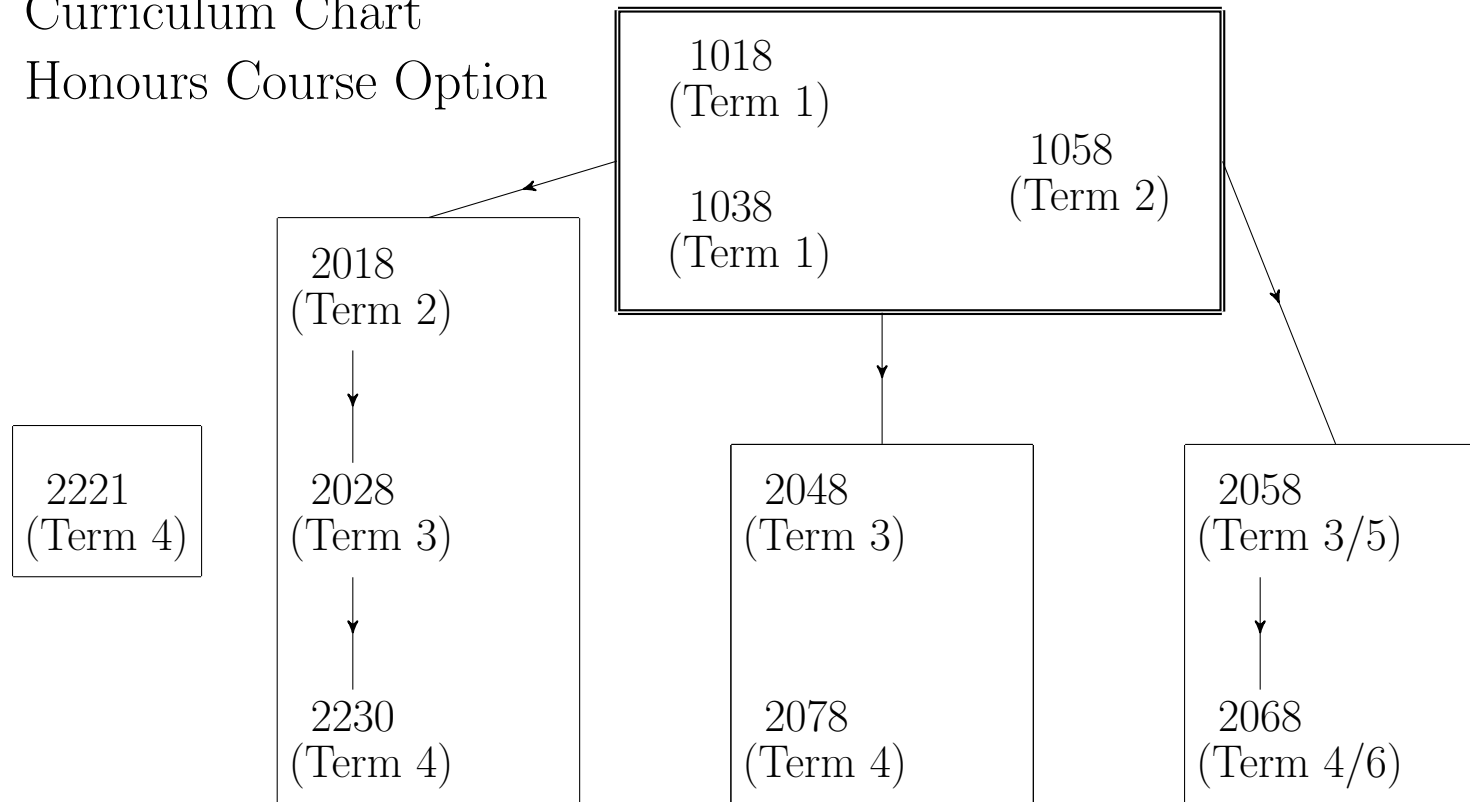 Curriculum Chart
Honours Course Option
1018
(Term 1)
1058
(Term 2)
1038
(Term 1)
2018
(Term 2)
2221
(Term 4)
2028
(Term 3)
2048
(Term 3)
2058
(Term 3/5)
2230
(Term 4)
2078
(Term 4)
2068
(Term 4/6)